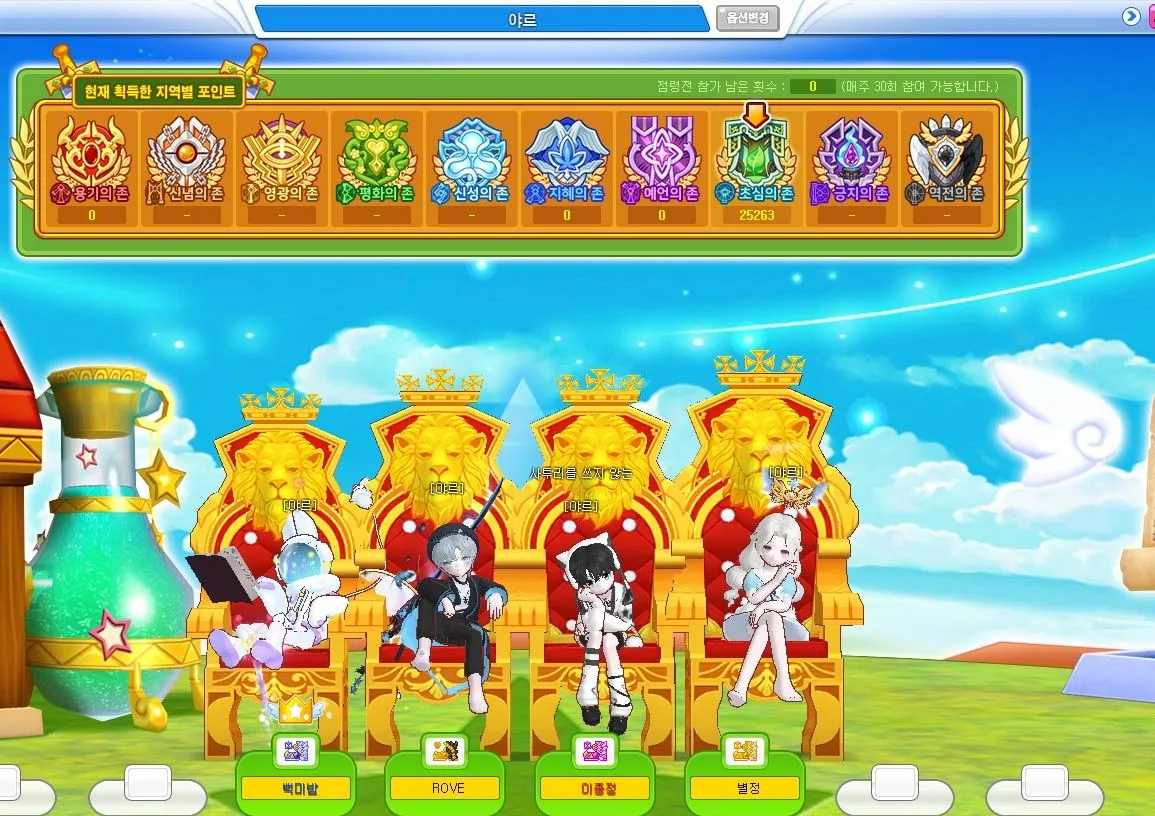 야르
옵션변경
현재 획득한 지역별 포인트
점령전 참가 남은 횟수 : 0 (매주 30회 참여 가능합니다.)
용기의 존
신념의 존
영광의 존
평화의 존
신성의 존
지혜의 존
예언의 존
초심의 존
긍지의 존
역전의 존
0
-
-
-
-
0
0
25263
-
-
[야르]
[야르]
사투리를 쓰지 않는
[야르]
[야르]
백미밥
ROVE
이종정
별정